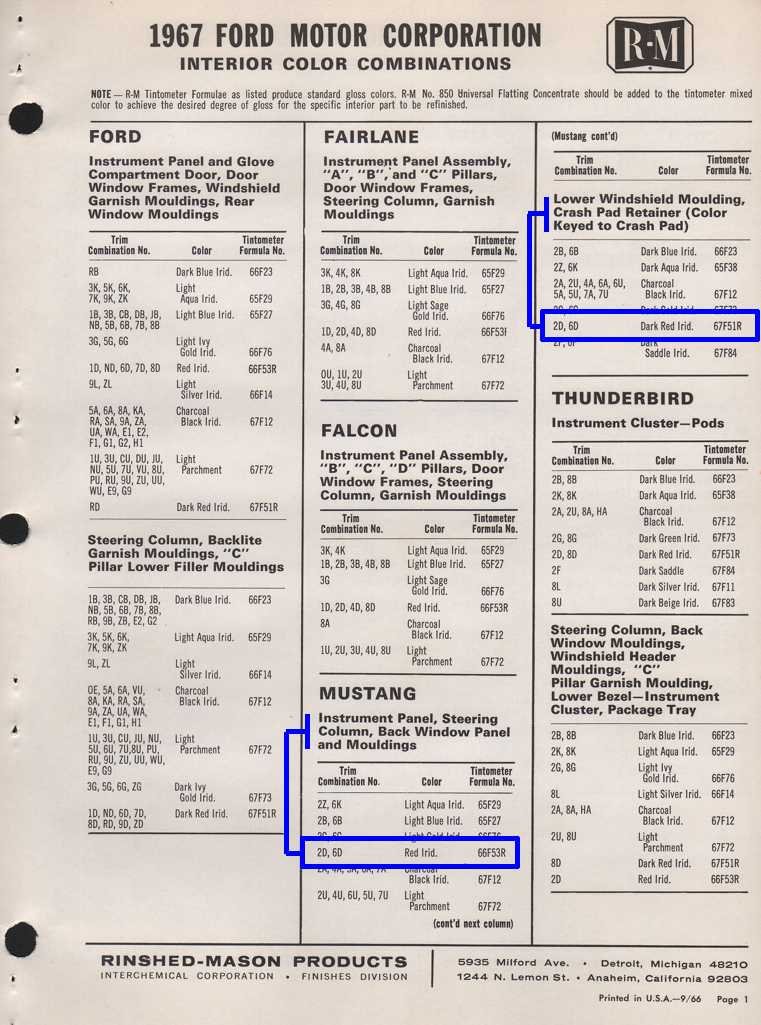 1967 FORD MOTOR CORPORATION
INTERIOR COLOR COMBINATIONS
R-M
NOTE — R-M Tintometer Formulae as listed produce standard gloss colors. R-M No. 850 Universal Flatting Concentrate should be added to the tintometer mixed
color to achieve the desired degree of gloss for the specific interior part to be refinished.
FORD
Instrument Panel and Glove
Compartment Door, Door
Window Frames, Windshield
Garnish Mouldings, Rear
Window Mouldings
Trim Tintometer
Combination No. Color Formula No.
RB Dark Blue Irid. 66F23
3K, 5K, 6K, Light
7K, 9K, ZK Aqua Irid. 65F29
1B, 3B, CB, DB, JB, Light Blue Irid. 65F27
NB, 5B, 6B, 7B, 8B
3G, 5G, 6G Light Ivy
Gold Irid. 66F76
1D, ND, 6D, 7D, 8D Red Irid. 66F53R
9L, ZL Light
Silver Irid. 66F14
5A, 6A, 8A, KA, Charcoal
RA, SA, 9A, ZA, Black Irid. 67F12
UA, WA, E1, E2,
F1, G1, G2, H1
1U, 3U, CU, DU, JU, Light
NU, 5U, 7U, VU, 8U, Parchment 67F72
PU, RU, 9U, ZU, UU,
WU, E9, G9
RD Dark Red Irid. 67F51R
Steering Column, Backlite
Garnish Mouldings, "C"
Pillar Lower Filler Mouldings
1B, 3B, CB, DB, JB, Dark Blue Irid. 66F23
NB, 5B, 6B, 7B, 8B,
RB, 9B, ZB, E2, G2
3K, 5K, 6K, Light Aqua Irid. 65F29
7K, 9K, ZK
9L, ZL Light
Silver Irid. 66F14
OE, 5A, 6A, VU, Charcoal
8A, KA, RA, SA, Black Irid. 67F12
9A, ZA, UA, WA,
E1, F1, G1, H1
1U, 3U, CU, JU, NU, Light
5U, 6U, 7U,8U, PU, Parchment 67F72
RU, 9U, ZU, UU, WU,
E9, G9
3G, 5G, 6G, ZG Dark Ivy
Gold Irid. 67F73
1D, ND, 6D, 7D, Dark Red Irid. 67F51R
8D, RD, 9D, ZD
FAIRLANE
Instrument Panel Assembly,
"A", "B", and "C" Pillars,
Door Window Frames,
Steering Column, Garnish
Mouldings
Trim Tintometer
Combination No. Color Formula No.
3K, 4K, 8K Light Aqua Irid. 65F29
1B, 2B, 3B, 4B, 8B Light Blue Irid. 65F27
3G, 4G, 8G Light Sage
Gold Irid. 66F76
1D, 2D, 4D, 8D Red Irid. 66F53R
4A, 8A Charcoal
Black Irid. 67F12
OU, 1U, 2U Light
3U, 4U, 8U Parchment 67F72
FALCON
Instrument Panel Assembly,
"B", "C", "D" Pillars, Door
Window Frames, Steering
Column, Garnish Mouldings
Trim Tintometer
Combination No. Color Formula No.
3K, 4K Light Aqua Irid. 65F29
1B, 2B, 3B, 4B, 8B Light Blue Irid. 65F27
3G Light Sage
Gold Irid. 66F76
1D, 2D, 4D, 8D Red Irid. 66F53R
8A Charcoal
Black Irid. 67F12
1U, 2U, 3U, 4U, 8U Light
Parchment 67F72
MUSTANG
Instrument Panel, Steering
Column, Back Window Panel
and Mouldings
Trim Tintometer
Combination No. Color Formula No.
2Z, 6K Light Aqua Irid. 65F29
2B, 6B Light Blue Irid. 65F27
2D, 6D Red Irid. 66F53R
Black Irid. 67F12
2U, 4U, 6U, 5U, 7U Light
Parchment 67F72
(cont'd next column)
(Mustang cont'd)
Trim Tintometer
Combination No. Color Formula No.
Lower Windshield Moulding,
Crash Pad Retainer (Color
Keyed to Crash Pad)
2B, 6B Dark Blue Irid. 66F23
2Z, 6K Dark Aqua Irid. 65F38
2A, 2U, 4A, 6A, 6U, Charcoal
5A, 5U, 7A, 7U Black Irid. 67F12
2D, 6D Dark Red Irid. 67F51R
Saddle Irid. 67F84
THUNDERBIRD
Instrument Cluster—Pods
Trim Tintometer
Combination No. Color Formula No.
2B, 8B Dark Blue Irid. 66F23
2K, 8K Dark Aqua Irid. 65F38
2A, 2U, 8A, HA Charcoal
Black Irid. 67F12
2G, 8G Dark Green Irid. 67F73
2D, 8D Dark Red Irid. 67F51R
2F Dark Saddle 67F84
8L Dark Silver Irid. 67F11
8U Dark Beige Irid. 67F83
Steering Column, Back
Window Mouldings,
Windshield Header
Mouldings, "C"
Pillar Garnish Moulding,
Lower Bezel—Instrument
Cluster, Package Tray
2B, 8B Dark Blue Irid. 66F23
2K, 8K Light Aqua Irid. 65F29
2G, 8G Light Ivy
Gold Irid. 66F76
8L Light Silver Irid. 66F14
2A, 8A, HA Charcoal
Black Irid. 67F12
2U, 8U Light
Parchment 67F72
8D Dark Red Irid. 67F51R
2D Red Irid. 66F53R
RINSHED-MASON PRODUCTS
INTERCHEMICAL CORPORATION • FINISHES DIVISION
5935 Milford Ave. • Detroit, Michigan 48210
1244 N. Lemon St. • Anaheim, California 92803
Printed in U.S.A.—9/66 Page 1